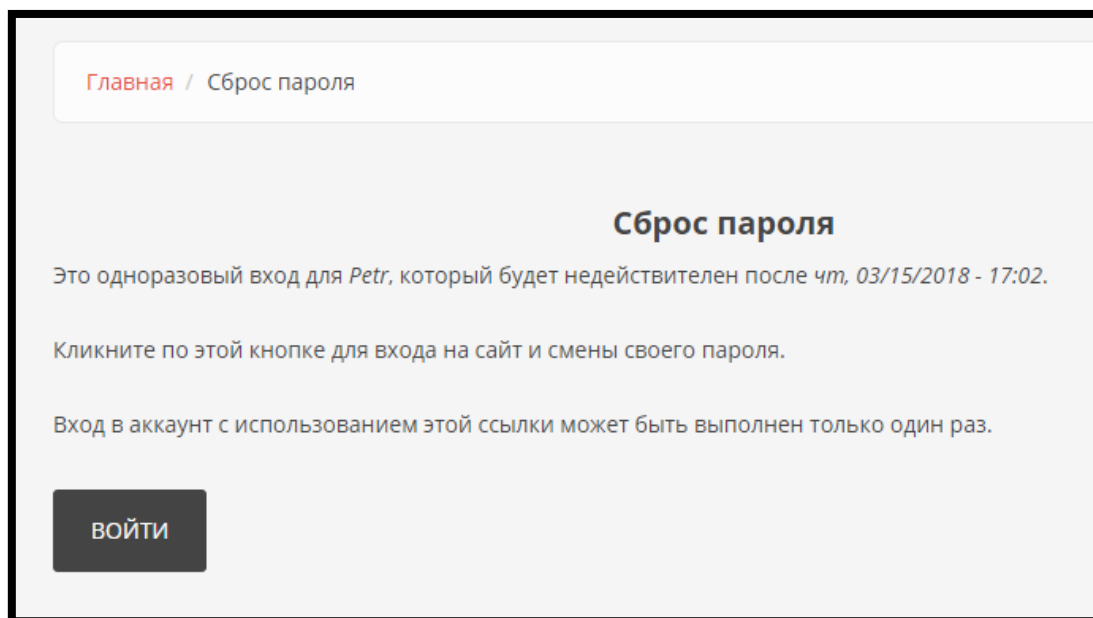 Главная / Сброс пароля
Сброс пароля
Это одноразовый вход для Petr, который будет недействителен после чт, 03/15/2018 - 17:02.
Кликните по этой кнопке для входа на сайт и смены своего пароля.
Вход в аккаунт с использованием этой ссылки может быть выполнен только один раз.
ВОЙТИ